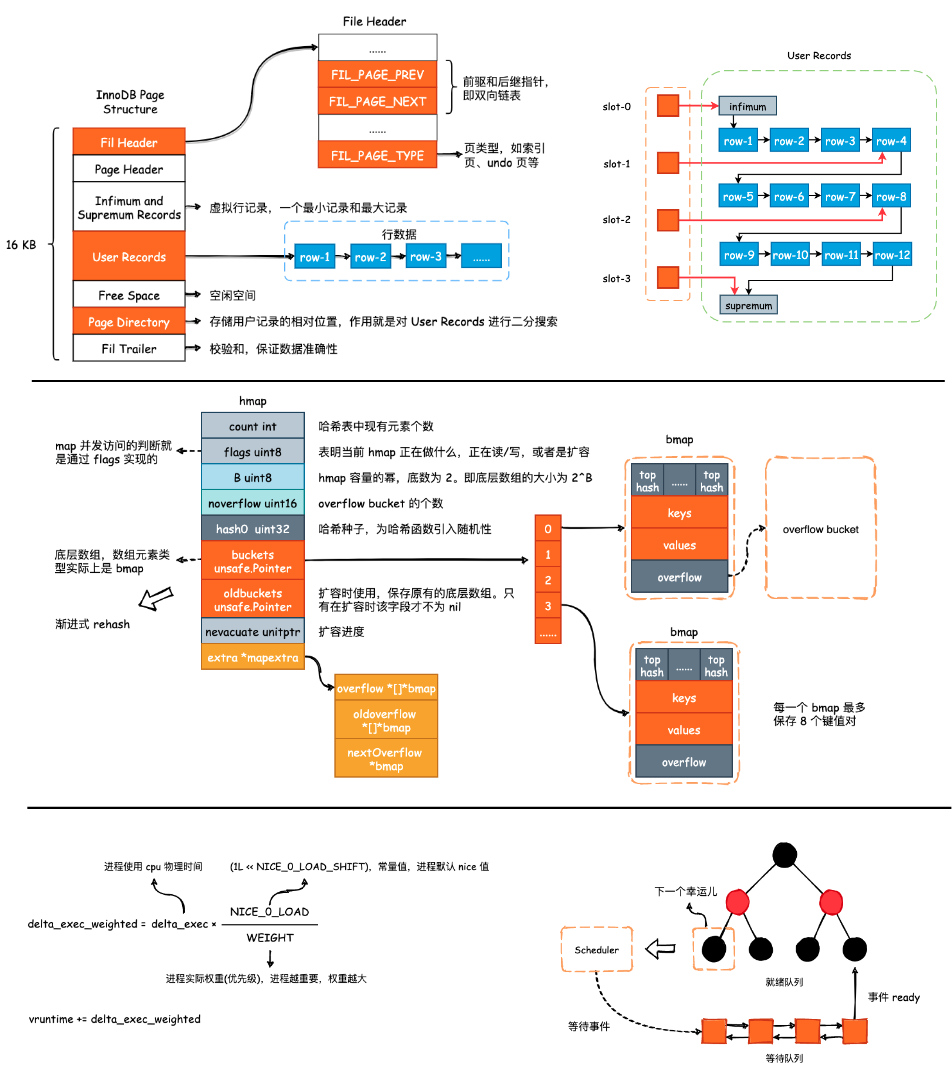 File Header
......
FIL_PAGE_PREV
FIL_PAGE_NEXT
......
FIL_PAGE_TYPE
前驱和后继指针,
即双向链表
页类型，如索引
页、undo 页等
InnoDB Page
Structure
16 KB
Fil Header
Page Header
Infimum and
Supremum Records
虚拟行记录，一个最小记录和最大记录
User Records
行数据
row-1
row-2
row-3
......
Free Space
空闲空间
Page Directory
存储用户记录的相对位置，作用就是对 User Records 进行二分搜索
Fil Trailer
校验和，保证数据准确性
User Records
slot-0
infimum
row-1
row-2
row-3
row-4
slot-1
row-5
row-6
row-7
row-8
slot-2
row-9
row-10
row-11
row-12
slot-3
supremum
hmap
count int
哈希表中现有元素个数
map 并发访问的判断就
是通过 flags 实现的
flags uint8
表明当前 hmap 正在做什么，正在读/写，或者是扩容
B uint8
hmap 容量的幂，底数为 2。即底层数组的大小为 2^B
noverflow uint16
overflow bucket 的个数
hash0 uint32
哈希种子，为哈希函数引入随机性
底层数组，数组元素类
型实际上是 bmap
buckets
unsafe.Pointer
渐进式 rehash
oldbuckets
unsafe.Pointer
扩容时使用，保存原有的底层数组。只
有在扩容时该字段才不为 nil
nevacuate unitptr
扩容进度
extra *mapextra
overflow *[]*bmap
oldoverflow
*[]*bmap
nextOverflow
*bmap
0
1
2
3
......
bmap
top
hash
......
top
hash
keys
values
overflow
overflow bucket
bmap
top
hash
......
top
hash
keys
values
overflow
每一个 bmap 最多
保存 8 个键值对
进程使用 cpu 物理时间
(1L << NICE_0_LOAD_SHIFT)，常量值，进程默认 nice 值
delta_exec_weighted = delta_exec ×
NICE_0_LOAD
WEIGHT
进程实际权重(优先级)，进程越重要，权重越大
vruntime += delta_exec_weighted
下一个幸运儿
Scheduler
就绪队列
事件 ready
等待事件
等待队列